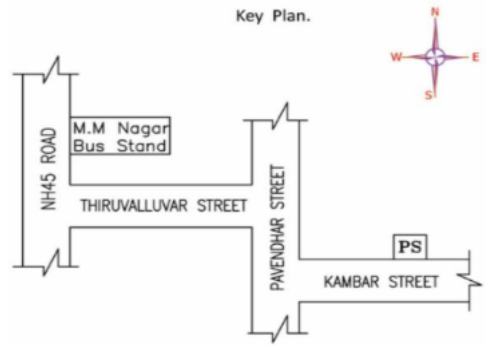 Key Plan.
N
W
E
S
M.M Nagar
Bus Stand
NH45 ROAD
THIRUVALLUVAR STREET
PAVENDHAR STREET
PS
KAMBAR STREET